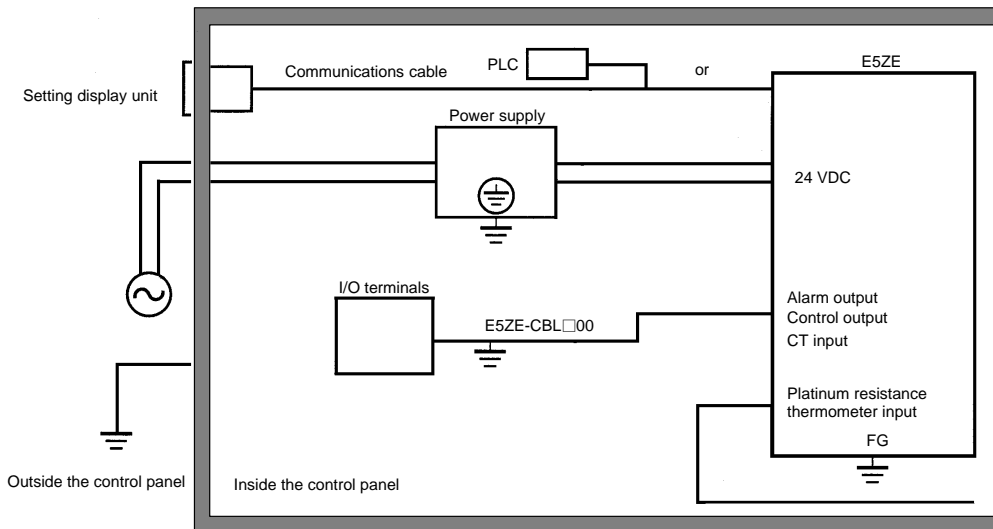 E5ZE
PLC
Communications cable
or
Setting display unit
Power supply
24 VDC
I/O terminals
E5ZE-CBL□00
Alarm output
Control output
CT input
Platinum resistance
thermometer input
FG
Outside the control panel
Inside the control panel